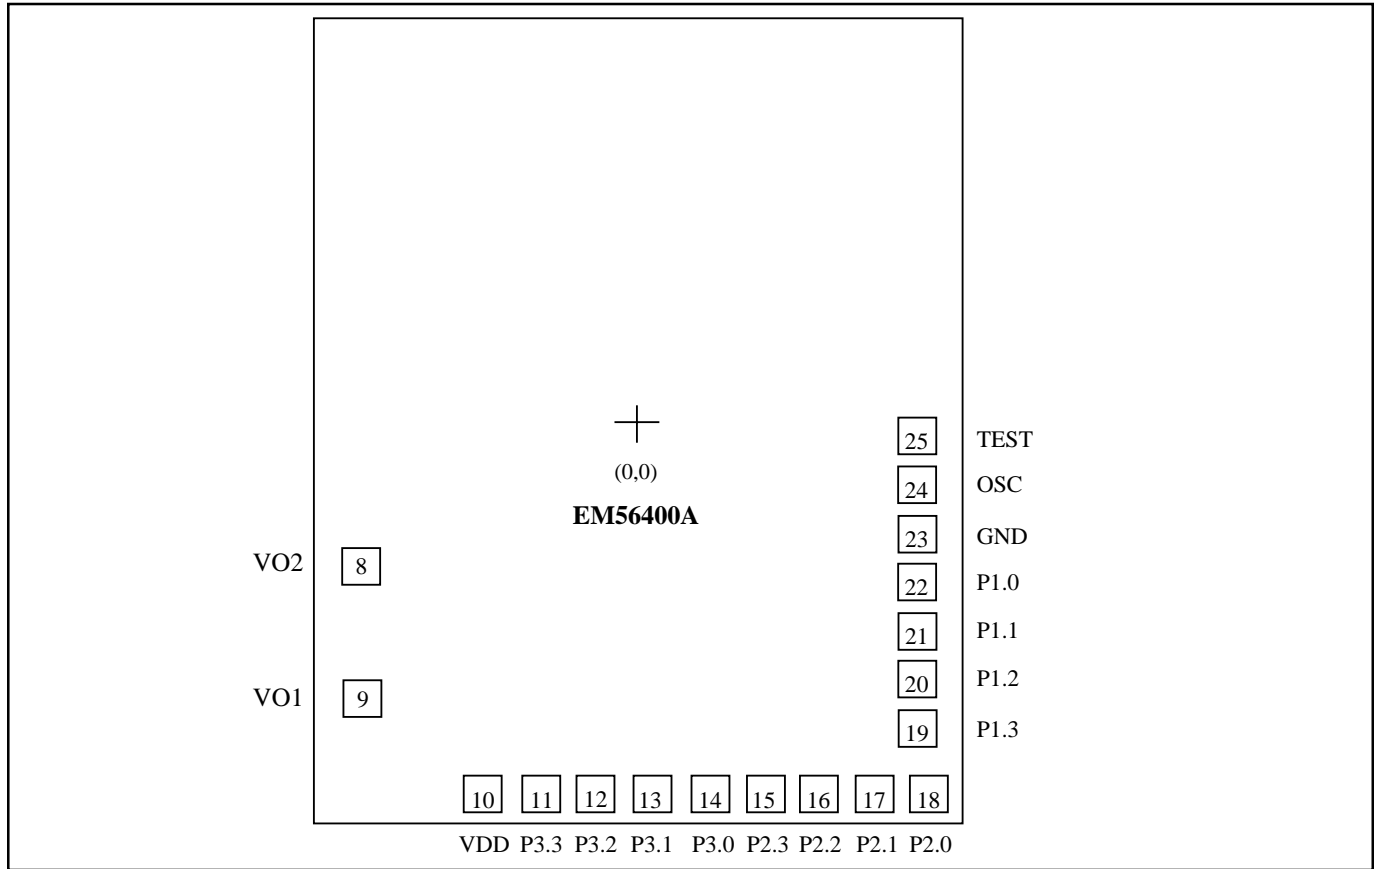 25 TEST
(0,0)
24 OSC
EM56400A
23 GND
VO2 8
22 P1.0
21 P1.1
20 P1.2
VO1 9
19 P1.3
10 11 12 13 14 15 16 17 18
VDD P3.3 P3.2 P3.1 P3.0 P2.3 P2.2 P2.1 P2.0